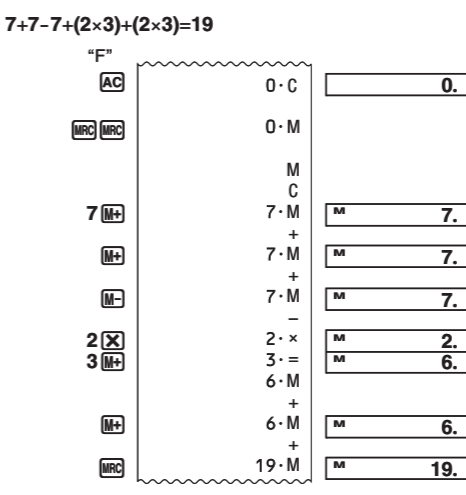 7+7−7+(2×3)+(2×3)=19
“F”
AC 0·C 0.
MRC MRC 0·M
M
C
7 M+ 7·M M 7.
+
M+ 7·M M 7.
+
M− 7·M M 7.
−
2 × 2·× M 2.
3 M+ 3·= M 6.
6·M
+
M+ 6·M M 6.
+
MRC 19·M M 19.